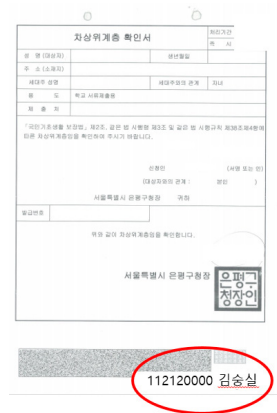 차상위계층 확인서
처리기간
즉 시
성 명 (대상자)
생년월일
주 소 (소재지)
세대주 성명
세대주와의 관계
자녀
용 도
학교 서류제출용
제 출 처
「국민기초생활 보장법」 제2조, 같은 법 시행령 제3조 및 같은 법 시행규칙 제38조제4항에
따른 차상위계층임을 확인하여 주시기 바랍니다.
신청인
(서명 또는 인)
(대상자와의 관계 : 본인 )
서울특별시 은평구청장 귀하
발급번호
위와 같이 차상위계층임을 확인합니다.
서울특별시 은평구청장
은평구
청장인
112120000 김숭실